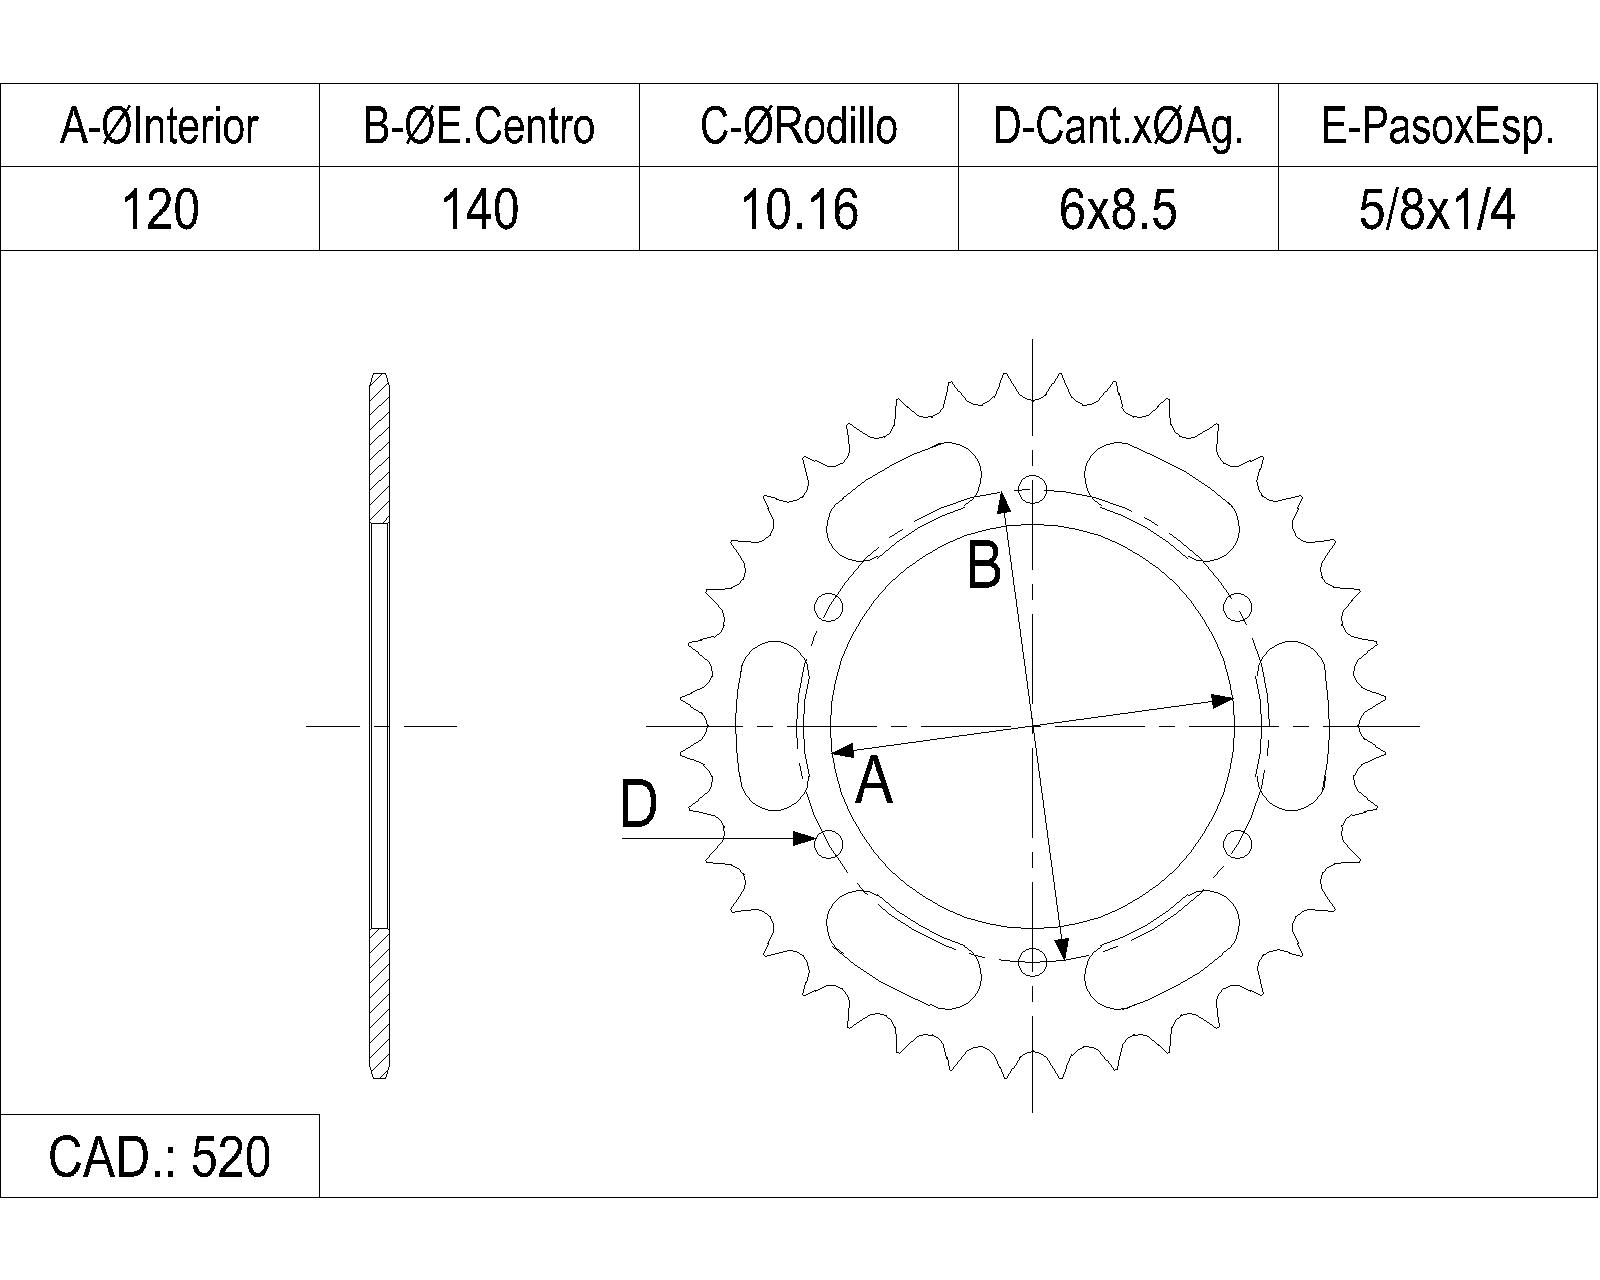 A-ØInterior B-ØE.Centro C-ØRodillo D-Cant.xØAg. E-PasoxEsp.
120 140 10.16 6x8.5 5/8x1/4
B
A
D
CAD.: 520